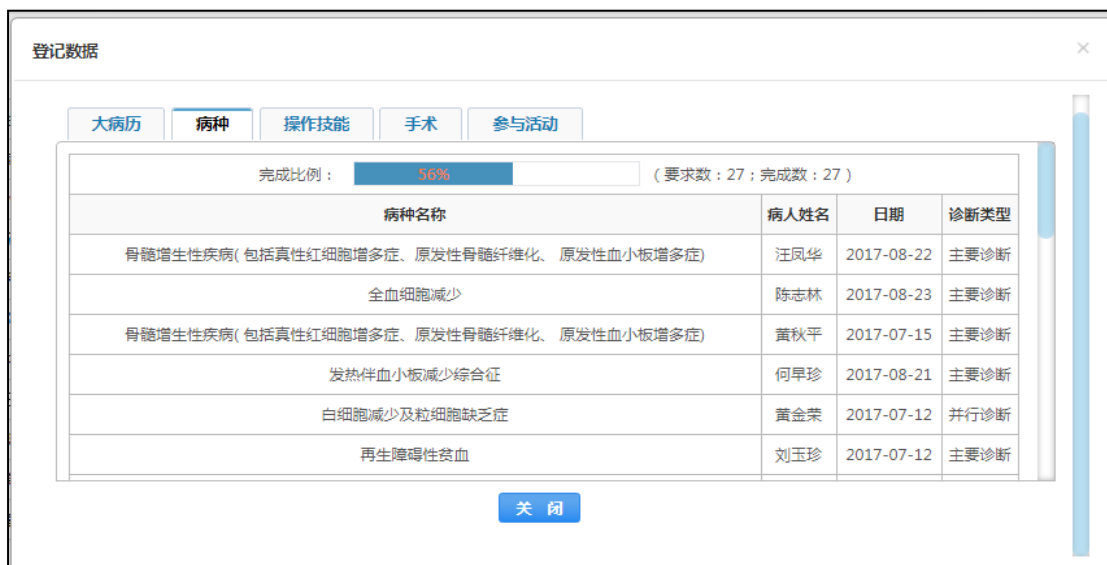 登记数据 ×
大病历 病种 操作技能 手术 参与活动
完成比例： 56% （要求数：27；完成数：27）
病种名称 病人姓名 日期 诊断类型
骨髓增生性疾病( 包括真性红细胞增多症、原发性骨髓纤维化、 原发性血小板增多症) 汪凤华 2017-08-22 主要诊断
全血细胞减少 陈志林 2017-08-23 主要诊断
骨髓增生性疾病( 包括真性红细胞增多症、原发性骨髓纤维化、 原发性血小板增多症) 黄秋平 2017-07-15 主要诊断
发热伴血小板减少综合征 何早珍 2017-08-21 主要诊断
白细胞减少及粒细胞缺乏症 黄金荣 2017-07-12 并行诊断
再生障碍性贫血 刘玉珍 2017-07-12 主要诊断
关 闭